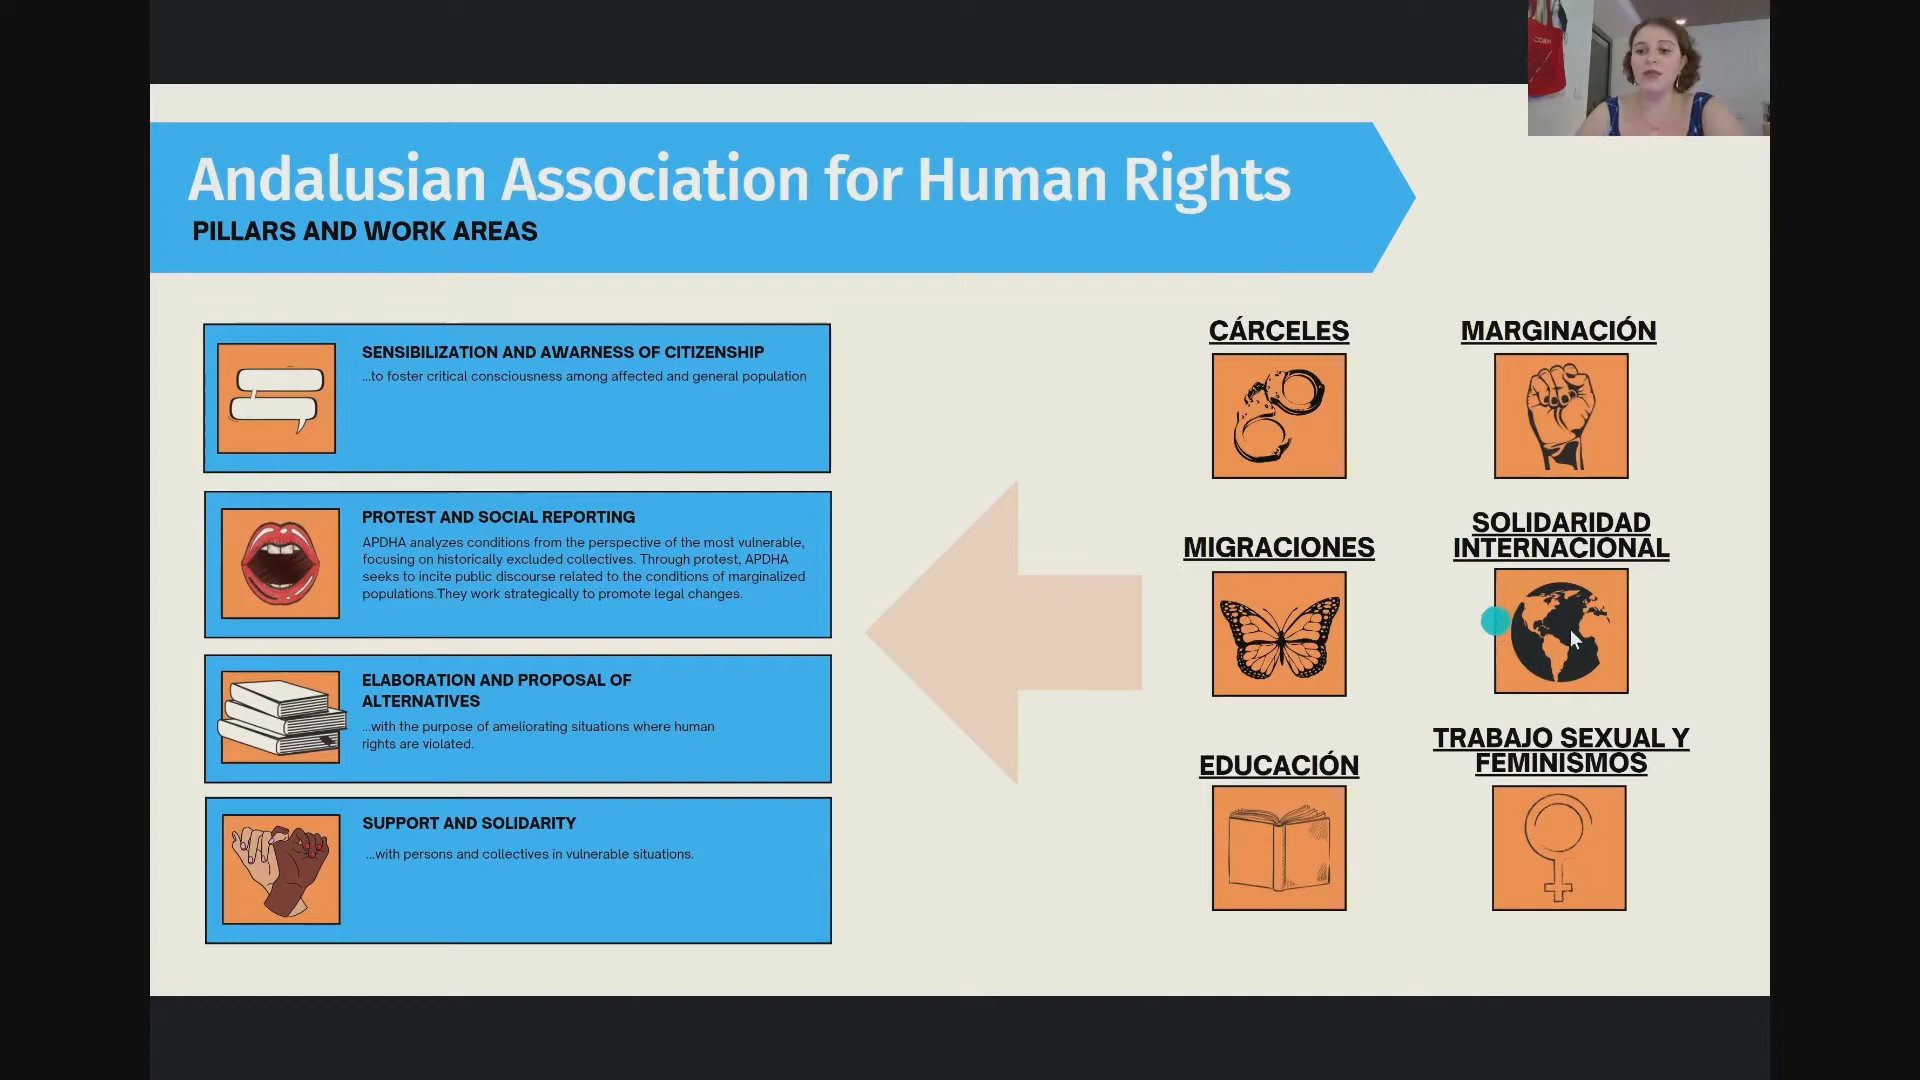 Andalusian Association for Human Rights
PILLARS AND WORK AREAS
SENSIBILIZATION AND AWARNESS OF CITIZENSHIP
...to foster critical consciousness among affected and general population
PROTEST AND SOCIAL REPORTING
APDHA analyzes conditions from the perspective of the most vulnerable,
focusing on historically excluded collectives. Through protest, APDHA
seeks to incite public discourse related to the conditions of marginalized
populations.They work strategically to promote legal changes.
ELABORATION AND PROPOSAL OF
ALTERNATIVES
...with the purpose of ameliorating situations where human
rights are violated.
SUPPORT AND SOLIDARITY
...with persons and collectives in vulnerable situations.
CÁRCELES
MARGINACIÓN
MIGRACIONES
SOLIDARIDAD
INTERNACIONAL
EDUCACIÓN
TRABAJO SEXUAL Y
FEMINISMOS